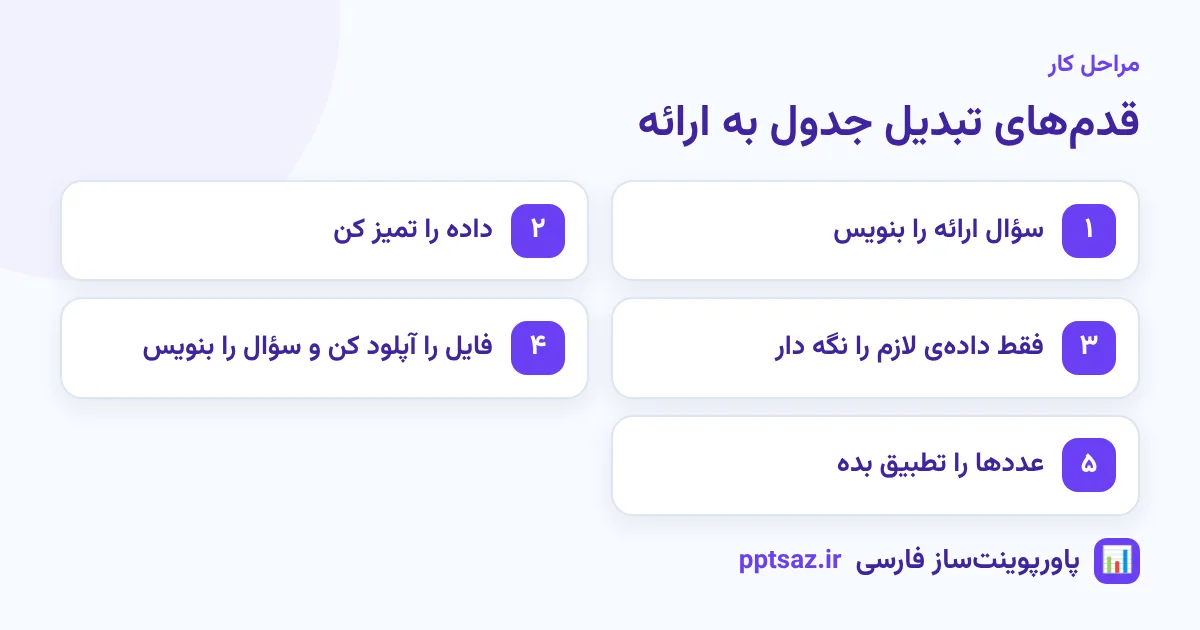 مراحل کار
قدم‌های تبدیل جدول به ارائه
۱ سؤال ارائه را بنویس
۲ داده را تمیز کن
۳ فقط داده‌ی لازم را نگه دار
۴ فایل را آپلود کن و سؤال را بنویس
۵ عددها را تطبیق بده
پاورپوینت‌ساز فارسی pptsaz.ir